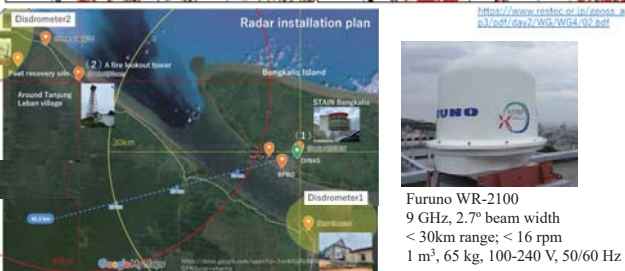 https://www.restec.or.jp/geoss_a
p3/pdf/day2/WG/WG4/02.pdf
Radar installation plan
Disdrometer2
Peat recovery site
(2) A fire lookout tower
Around Tanjung
Leban village
Bengkalis Island
STAIN Bengkalis
(1)
30km
DINAS
BPBD
Disdrometer1
Google My Maps
FURUNO
Furuno WR-2100
9 GHz, 2.7º beam width
< 30km range; < 16 rpm
1 m³, 65 kg, 100-240 V, 50/60 Hz